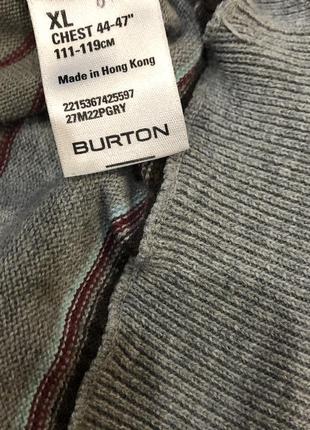 XL
CHEST 44-47"
111-119CM
Made in Hong Kong
2215367425597
27M22PGRY
BURTON